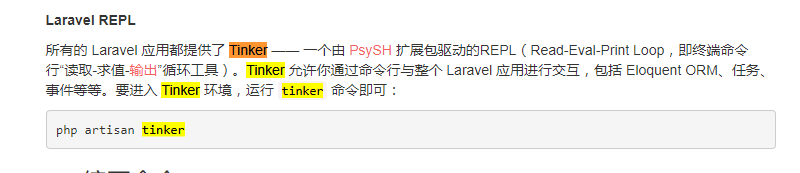 Laravel REPL
所有的 Laravel 应用都提供了 Tinker —— 一个由 PsySH 扩展包驱动的REPL（Read-Eval-Print Loop，即终端命令
行“读取-求值-输出”循环工具）。Tinker 允许你通过命令行与整个 Laravel 应用进行交互，包括 Eloquent ORM、任务、
事件等等。要进入 Tinker 环境，运行 tinker 命令即可：
php artisan tinker